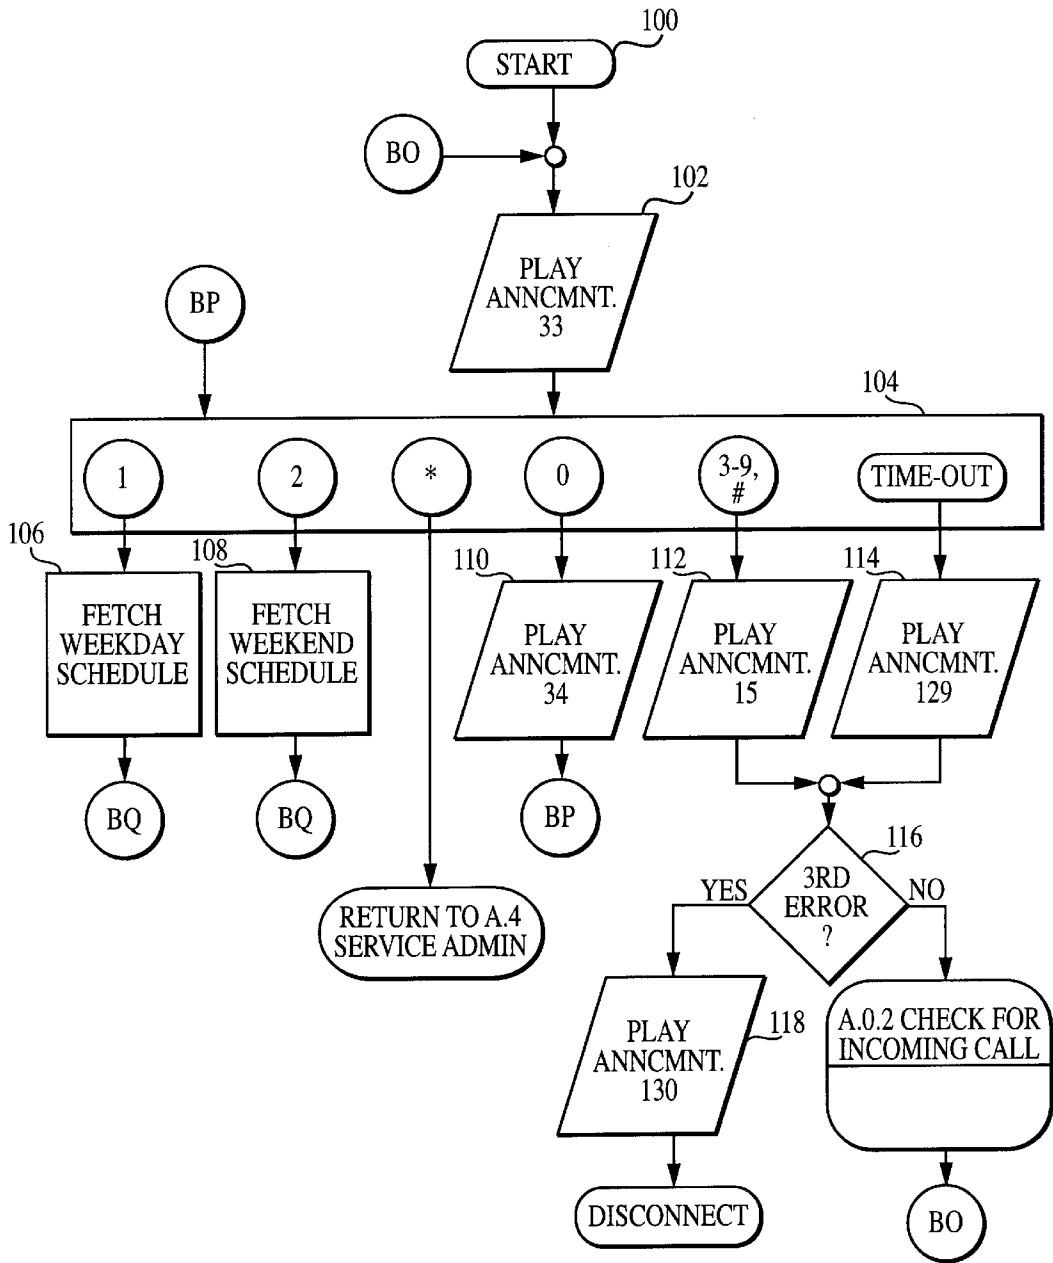 100
START
BO
102
PLAY
ANNCMNT.
33
BP
104
1
2
*
0
3-9,
#
TIME-OUT
106
108
110
112
114
FETCH
WEEKDAY
SCHEDULE
FETCH
WEEKEND
SCHEDULE
PLAY
ANNCMNT.
34
PLAY
ANNCMNT.
15
PLAY
ANNCMNT.
129
BQ
BQ
BP
116
3RD
ERROR
?
YES
NO
RETURN TO A.4
SERVICE ADMIN
PLAY
ANNCMNT.
130
118
A.0.2 CHECK FOR
INCOMING CALL
DISCONNECT
BO